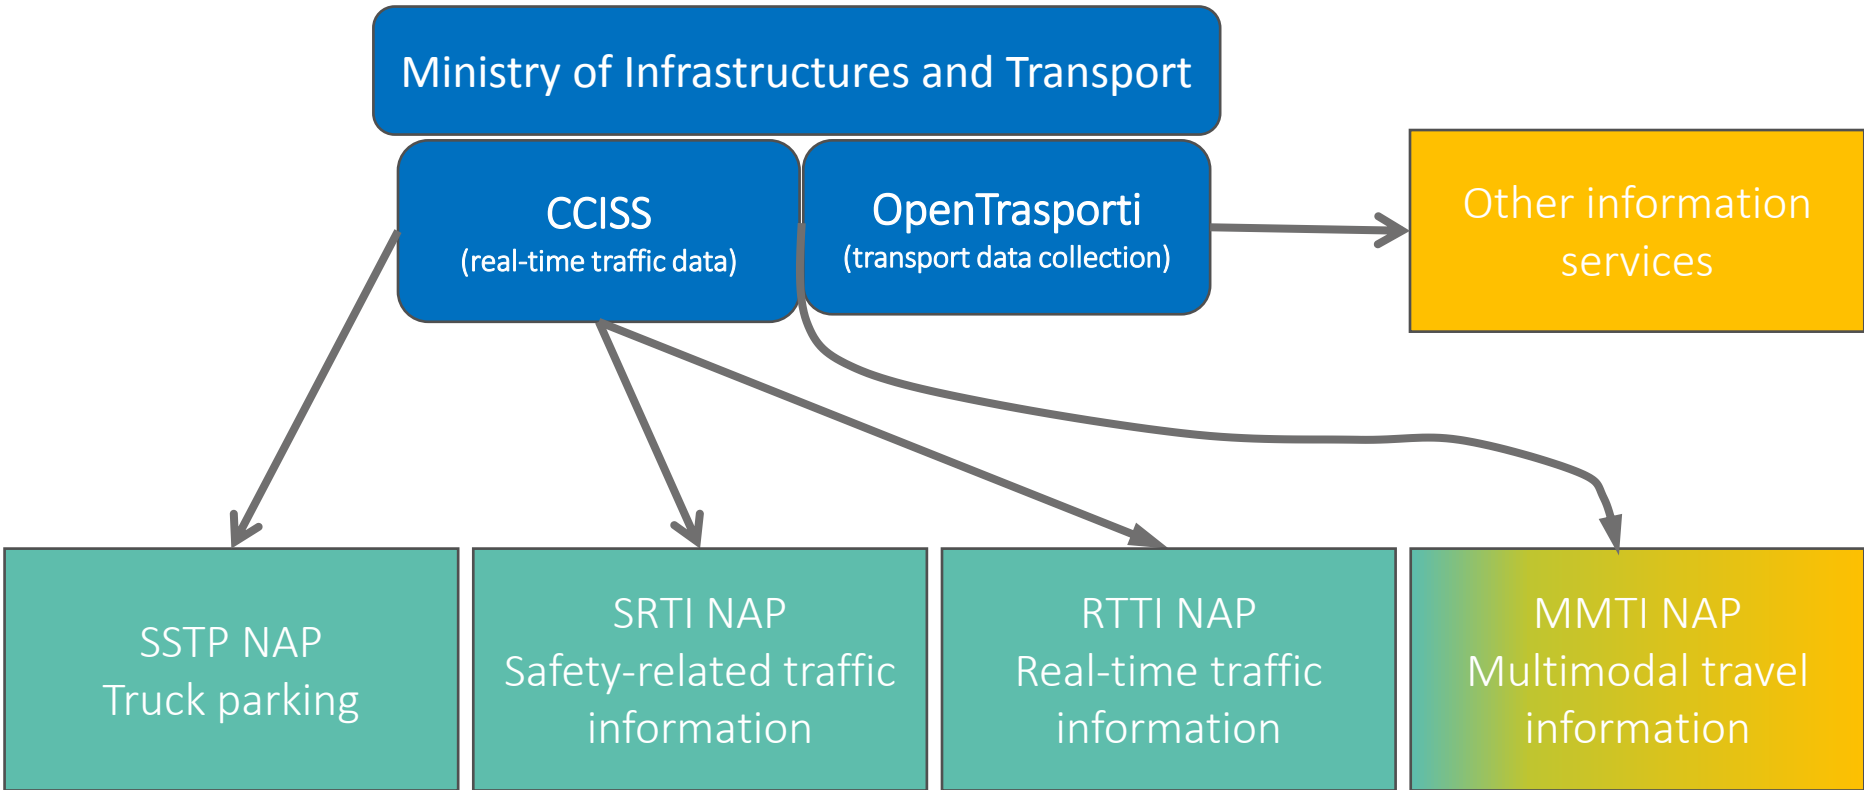 Ministry of Infrastructures and Transport
CCISS
(real-time traffic data)
OpenTrasporti
(transport data collection)
Other information
services
SSTP NAP
Truck parking
SRTI NAP
Safety-related traffic
information
RTTI NAP
Real-time traffic
information
MMTI NAP
Multimodal travel
information